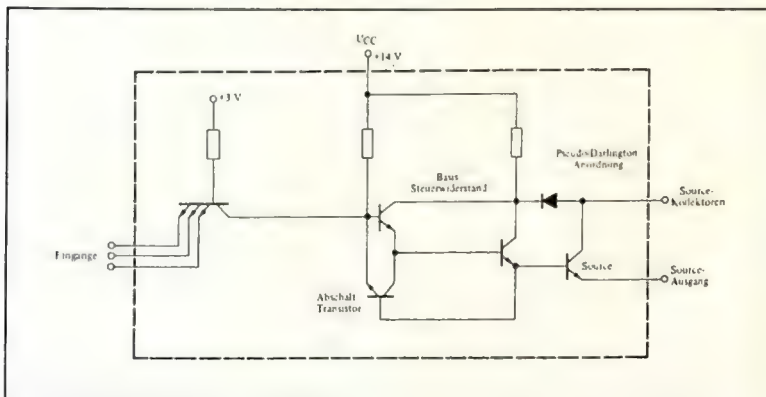 UCC
+14 V
+3 V
Pseudo-Darlington
Anordnung
Basis
Steuerwiderstand
Source-
Kollektoren
Eingänge
Source
Source-
Ausgang
Abschalt
Transistor